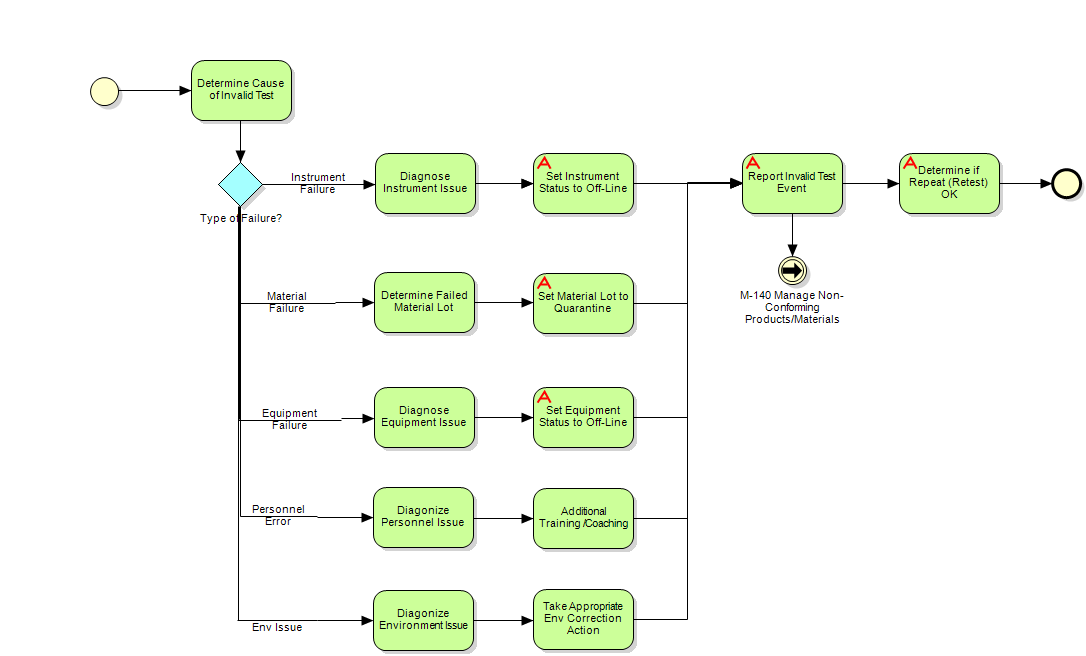 Determine Cause
of Invalid Test
Type of Failure?
Instrument
Failure
Diagnose
Instrument Issue
A
Set Instrument
Status to Off-Line
A
Report Invalid Test
Event
A
Determine if
Repeat (Retest)
OK
M-140 Manage Non-
Conforming
Products/Materials
Material
Failure
Determine Failed
Material Lot
A
Set Material Lot to
Quarantine
Equipment
Failure
Diagnose
Equipment Issue
A
Set Equipment
Status to Off-Line
Personnel
Error
Diagonize
Personnel Issue
Additional
Training /Coaching
Env Issue
Diagonize
Environment Issue
Take Appropriate
Env Correction
Action